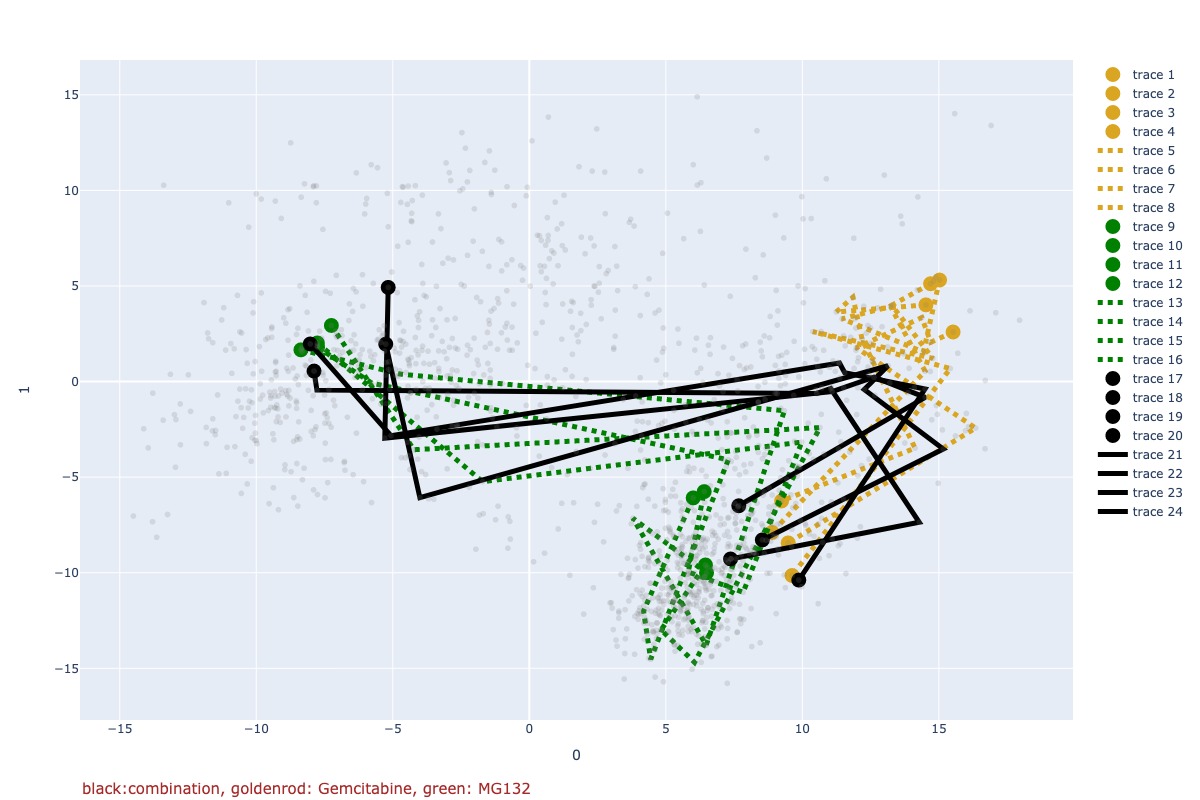 15
10
5
0
−5
−10
−15
−15
−10
−5
0
5
10
15
0
1
trace 1
trace 2
trace 3
trace 4
trace 5
trace 6
trace 7
trace 8
trace 9
trace 10
trace 11
trace 12
trace 13
trace 14
trace 15
trace 16
trace 17
trace 18
trace 19
trace 20
trace 21
trace 22
trace 23
trace 24
black:combination, goldenrod: Gemcitabine, green: MG132